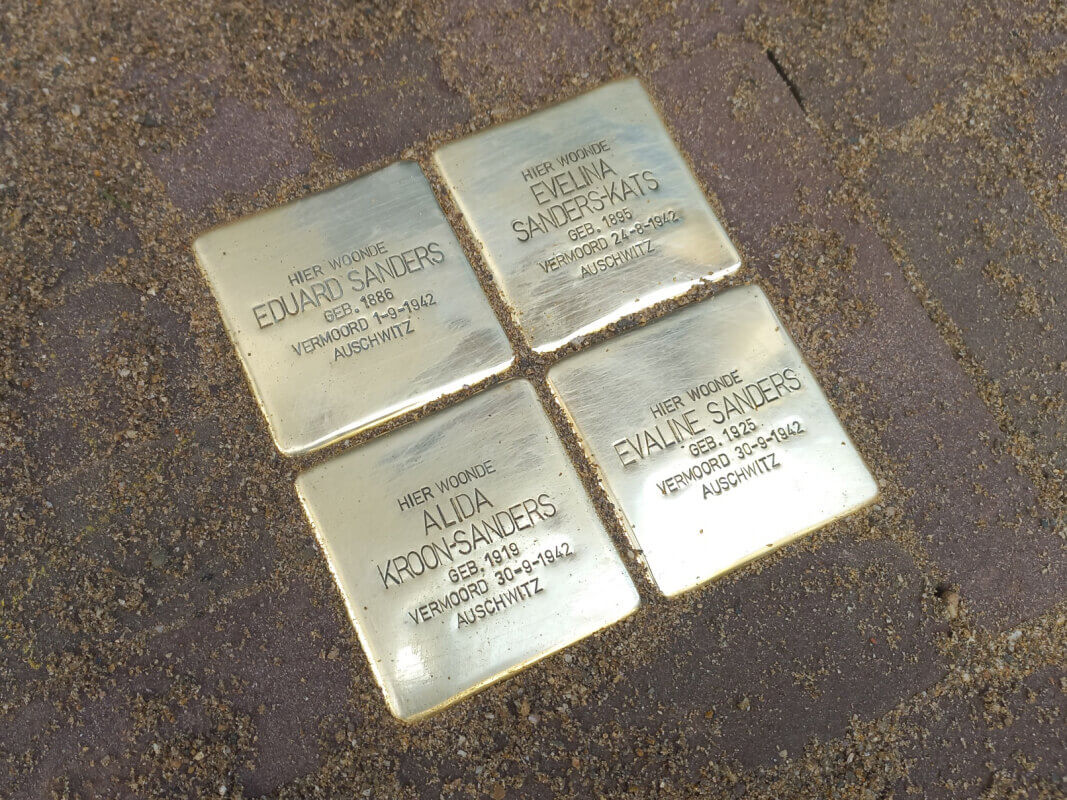 HIER WOONDE
EDUARD SANDERS
GEB. 1886
VERMOORD 1-9-1942
AUSCHWITZ
HIER WOONDE
EVELINA
SANDERS-KATS
GEB. 1895
VERMOORD 24-8-1942
AUSCHWITZ
HIER WOONDE
ALIDA
KROON-SANDERS
GEB. 1919
VERMOORD 30-9-1942
AUSCHWITZ
HIER WOONDE
EVALINE SANDERS
GEB. 1925
VERMOORD 30-9-1942
AUSCHWITZ